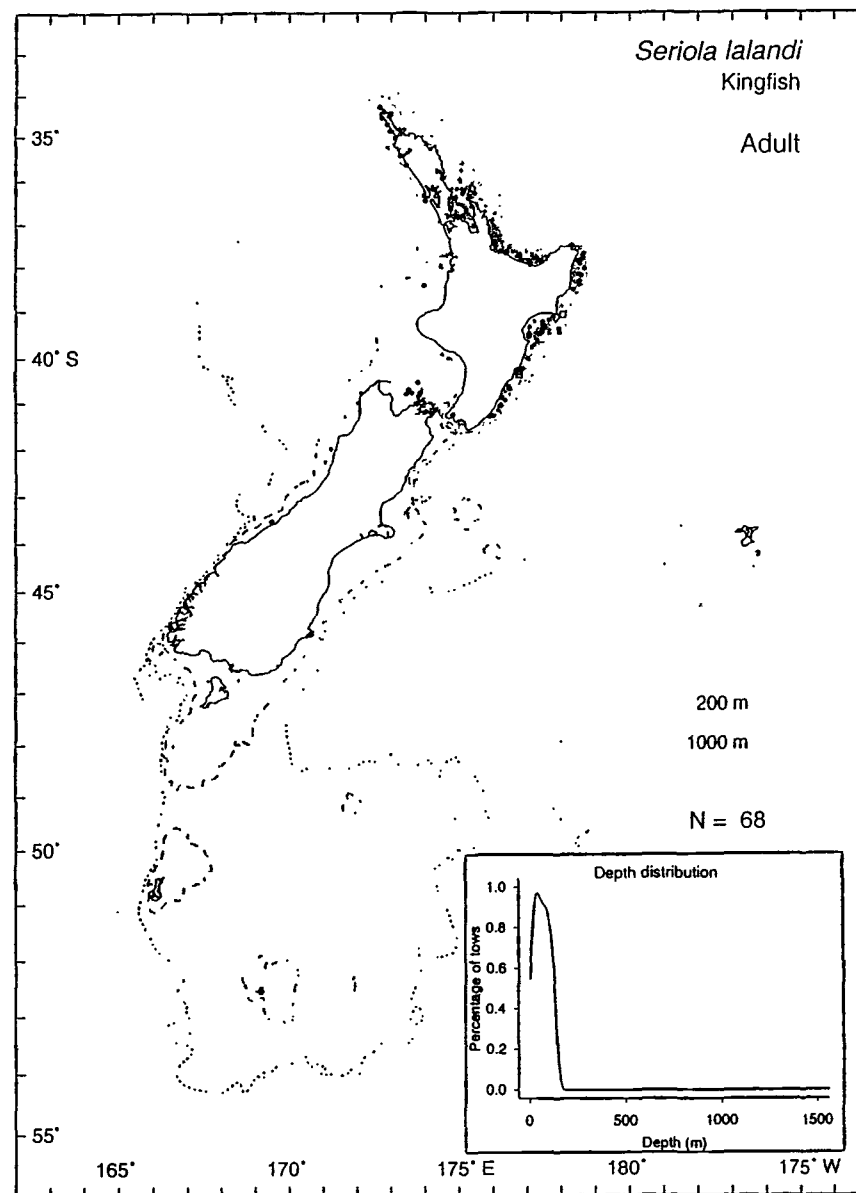 Seriola lalandi
Kingfish
Adult
35°
40° S
45°
200 m
1000 m
N = 68
50°
Depth distribution
Percentage of tows
1.0
0.8
0.6
0.4
0.2
0.0
0
500
1000
1500
Depth (m)
55°
165°
170°
175° E
180°
175° W